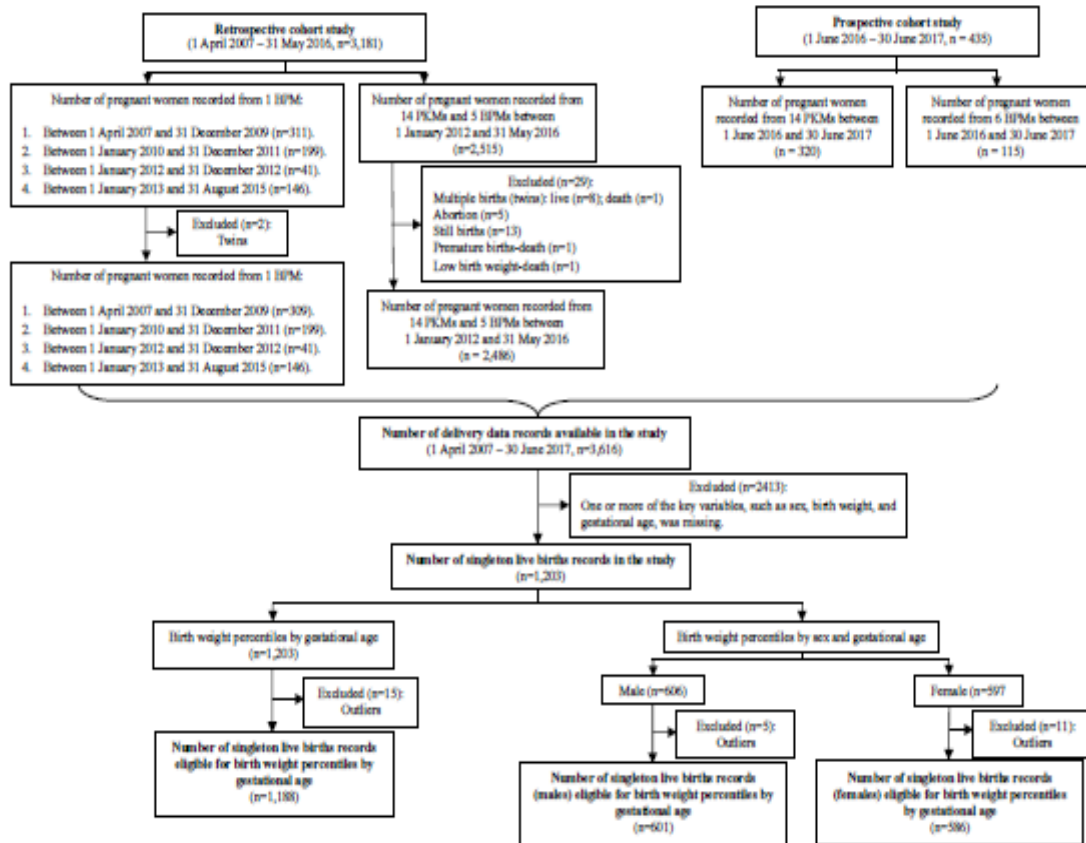 Retrospective cohort study
(1 April 2007 – 31 May 2016, n=3,181)
Prospective cohort study
(1 June 2016 – 30 June 2017, n = 435)
Number of pregnant women recorded from 1 BPM:
1. Between 1 April 2007 and 31 December 2009 (n=311).
2. Between 1 January 2010 and 31 December 2011 (n=199).
3. Between 1 January 2012 and 31 December 2012 (n=41).
4. Between 1 January 2013 and 31 August 2015 (n=146).
Number of pregnant women recorded from
14 PKMs and 5 BPMs between
1 January 2012 and 31 May 2016
(n=2,515)
Number of pregnant women
recorded from 14 PKMs between
1 June 2016 and 30 June 2017
(n = 320)
Number of pregnant women
recorded from 6 BPMs between
1 June 2016 and 30 June 2017
(n = 115)
Excluded (n=2):
Twins
Excluded (n=29):
Multiple births (twins): live (n=8); death (n=1)
Abortion (n=5)
Still births (n=13)
Premature births-death (n=1)
Low birth weight-death (n=1)
Number of pregnant women recorded from 1 BPM:
1. Between 1 April 2007 and 31 December 2009 (n=309).
2. Between 1 January 2010 and 31 December 2011 (n=199).
3. Between 1 January 2012 and 31 December 2012 (n=41).
4. Between 1 January 2013 and 31 August 2015 (n=146).
Number of pregnant women recorded from
14 PKMs and 5 BPMs between
1 January 2012 and 31 May 2016
(n = 2,486)
Number of delivery data records available in the study
(1 April 2007 – 30 June 2017, n=3,616)
Excluded (n=2413):
One or more of the key variables, such as sex, birth weight, and
gestational age, was missing.
Number of singleton live births records in the study
(n=1,203)
Birth weight percentiles by gestational age
(n=1,203)
Birth weight percentiles by sex and gestational age
Excluded (n=15):
Outliers
Male (n=606)
Female (n=597
Excluded (n=5):
Outliers
Excluded (n=11):
Outliers
Number of singleton live births records
eligible for birth weight percentiles by
gestational age
(n=1,188)
Number of singleton live births records
(males) eligible for birth weight percentiles by
gestational age
(n=601)
Number of singleton live births records
(females) eligible for birth weight percentiles
by gestational age
(n=586)